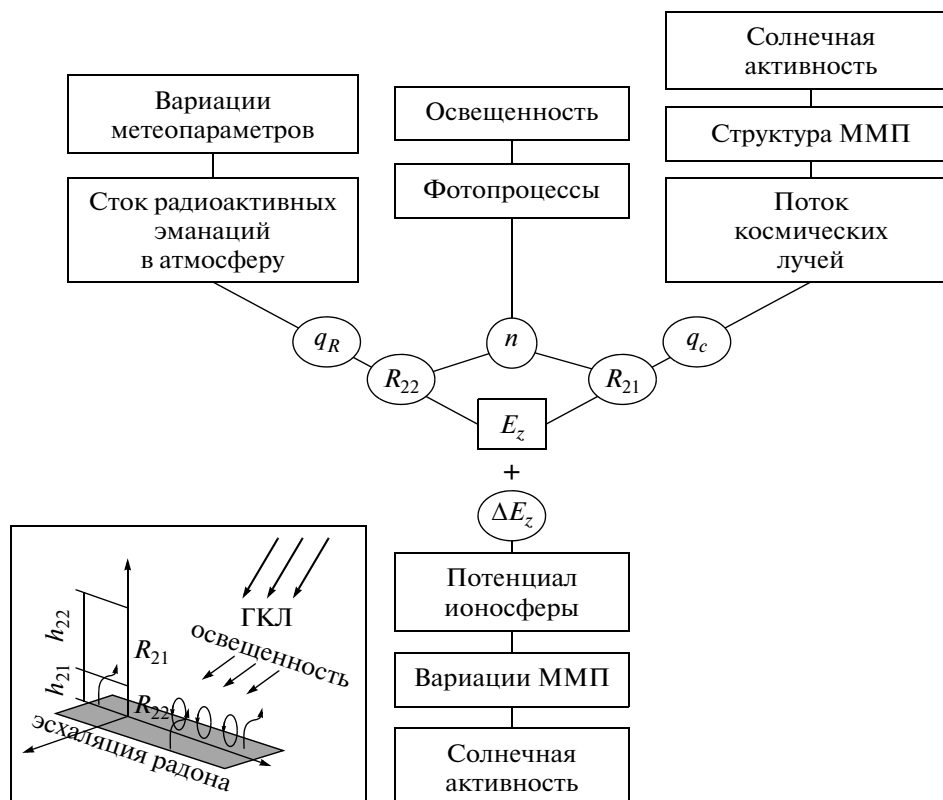 Солнечная
активность
Вариации
метеопараметров
Освещенность
Структура ММП
Сток радиоактивных
эманаций
в атмосферу
Фотопроцессы
Поток
космических
лучей
q_R
n
q_c
R_22
R_21
E_z
+
ΔE_z
Потенциал
ионосферы
Вариации ММП
Солнечная
активность
ГКЛ
освещенность
h_22
R_21
h_21
R_22
эсхаляция радона